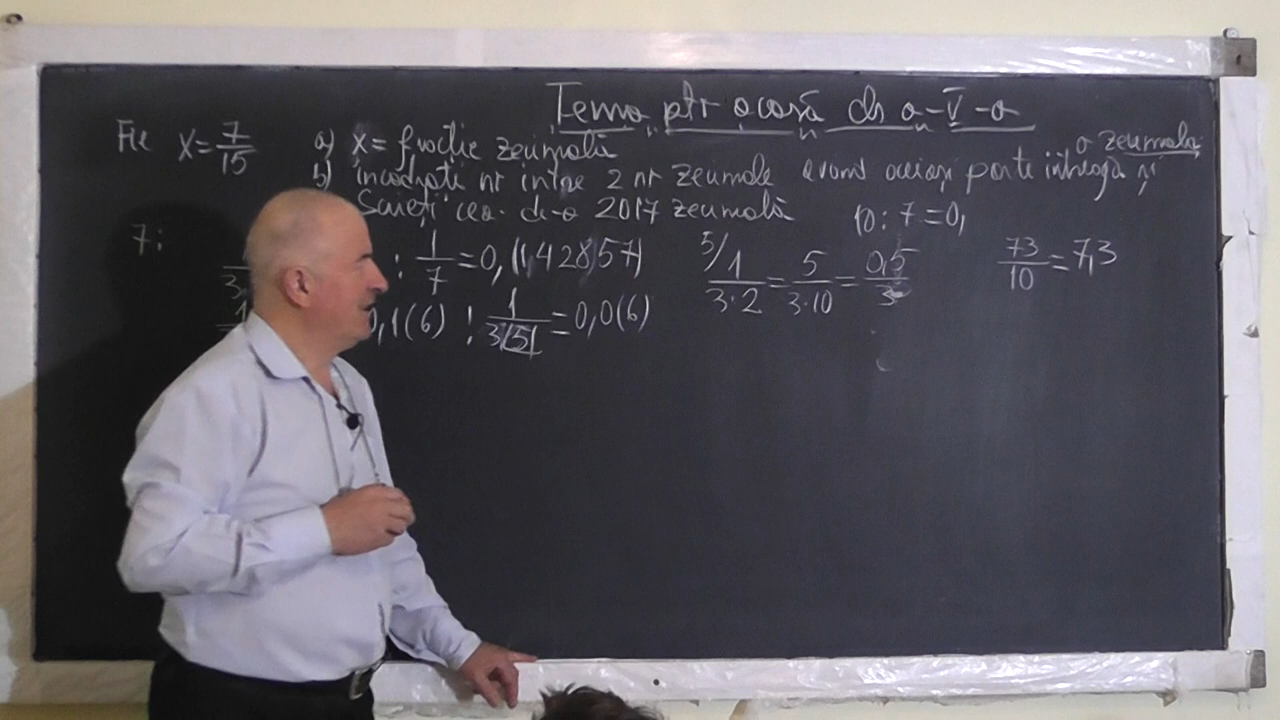 Tema ptr acasă ds a-V-a
Fie x = 7/15 a) x = fracție zecimală
b) încadrați nr între 2 nr zecimale avand aceiași parte întreagă și o zecimală
Scrieți cea de-a 2017 zecimală
10 : 7 = 0,
7 :
: 1/7 = 0,(142857) 5/ 1/(3·2) = 5/(3·10) = 0,5/3 73/10 = 7,3
0,1(6) ! 1/(3·5) = 0,0(6)